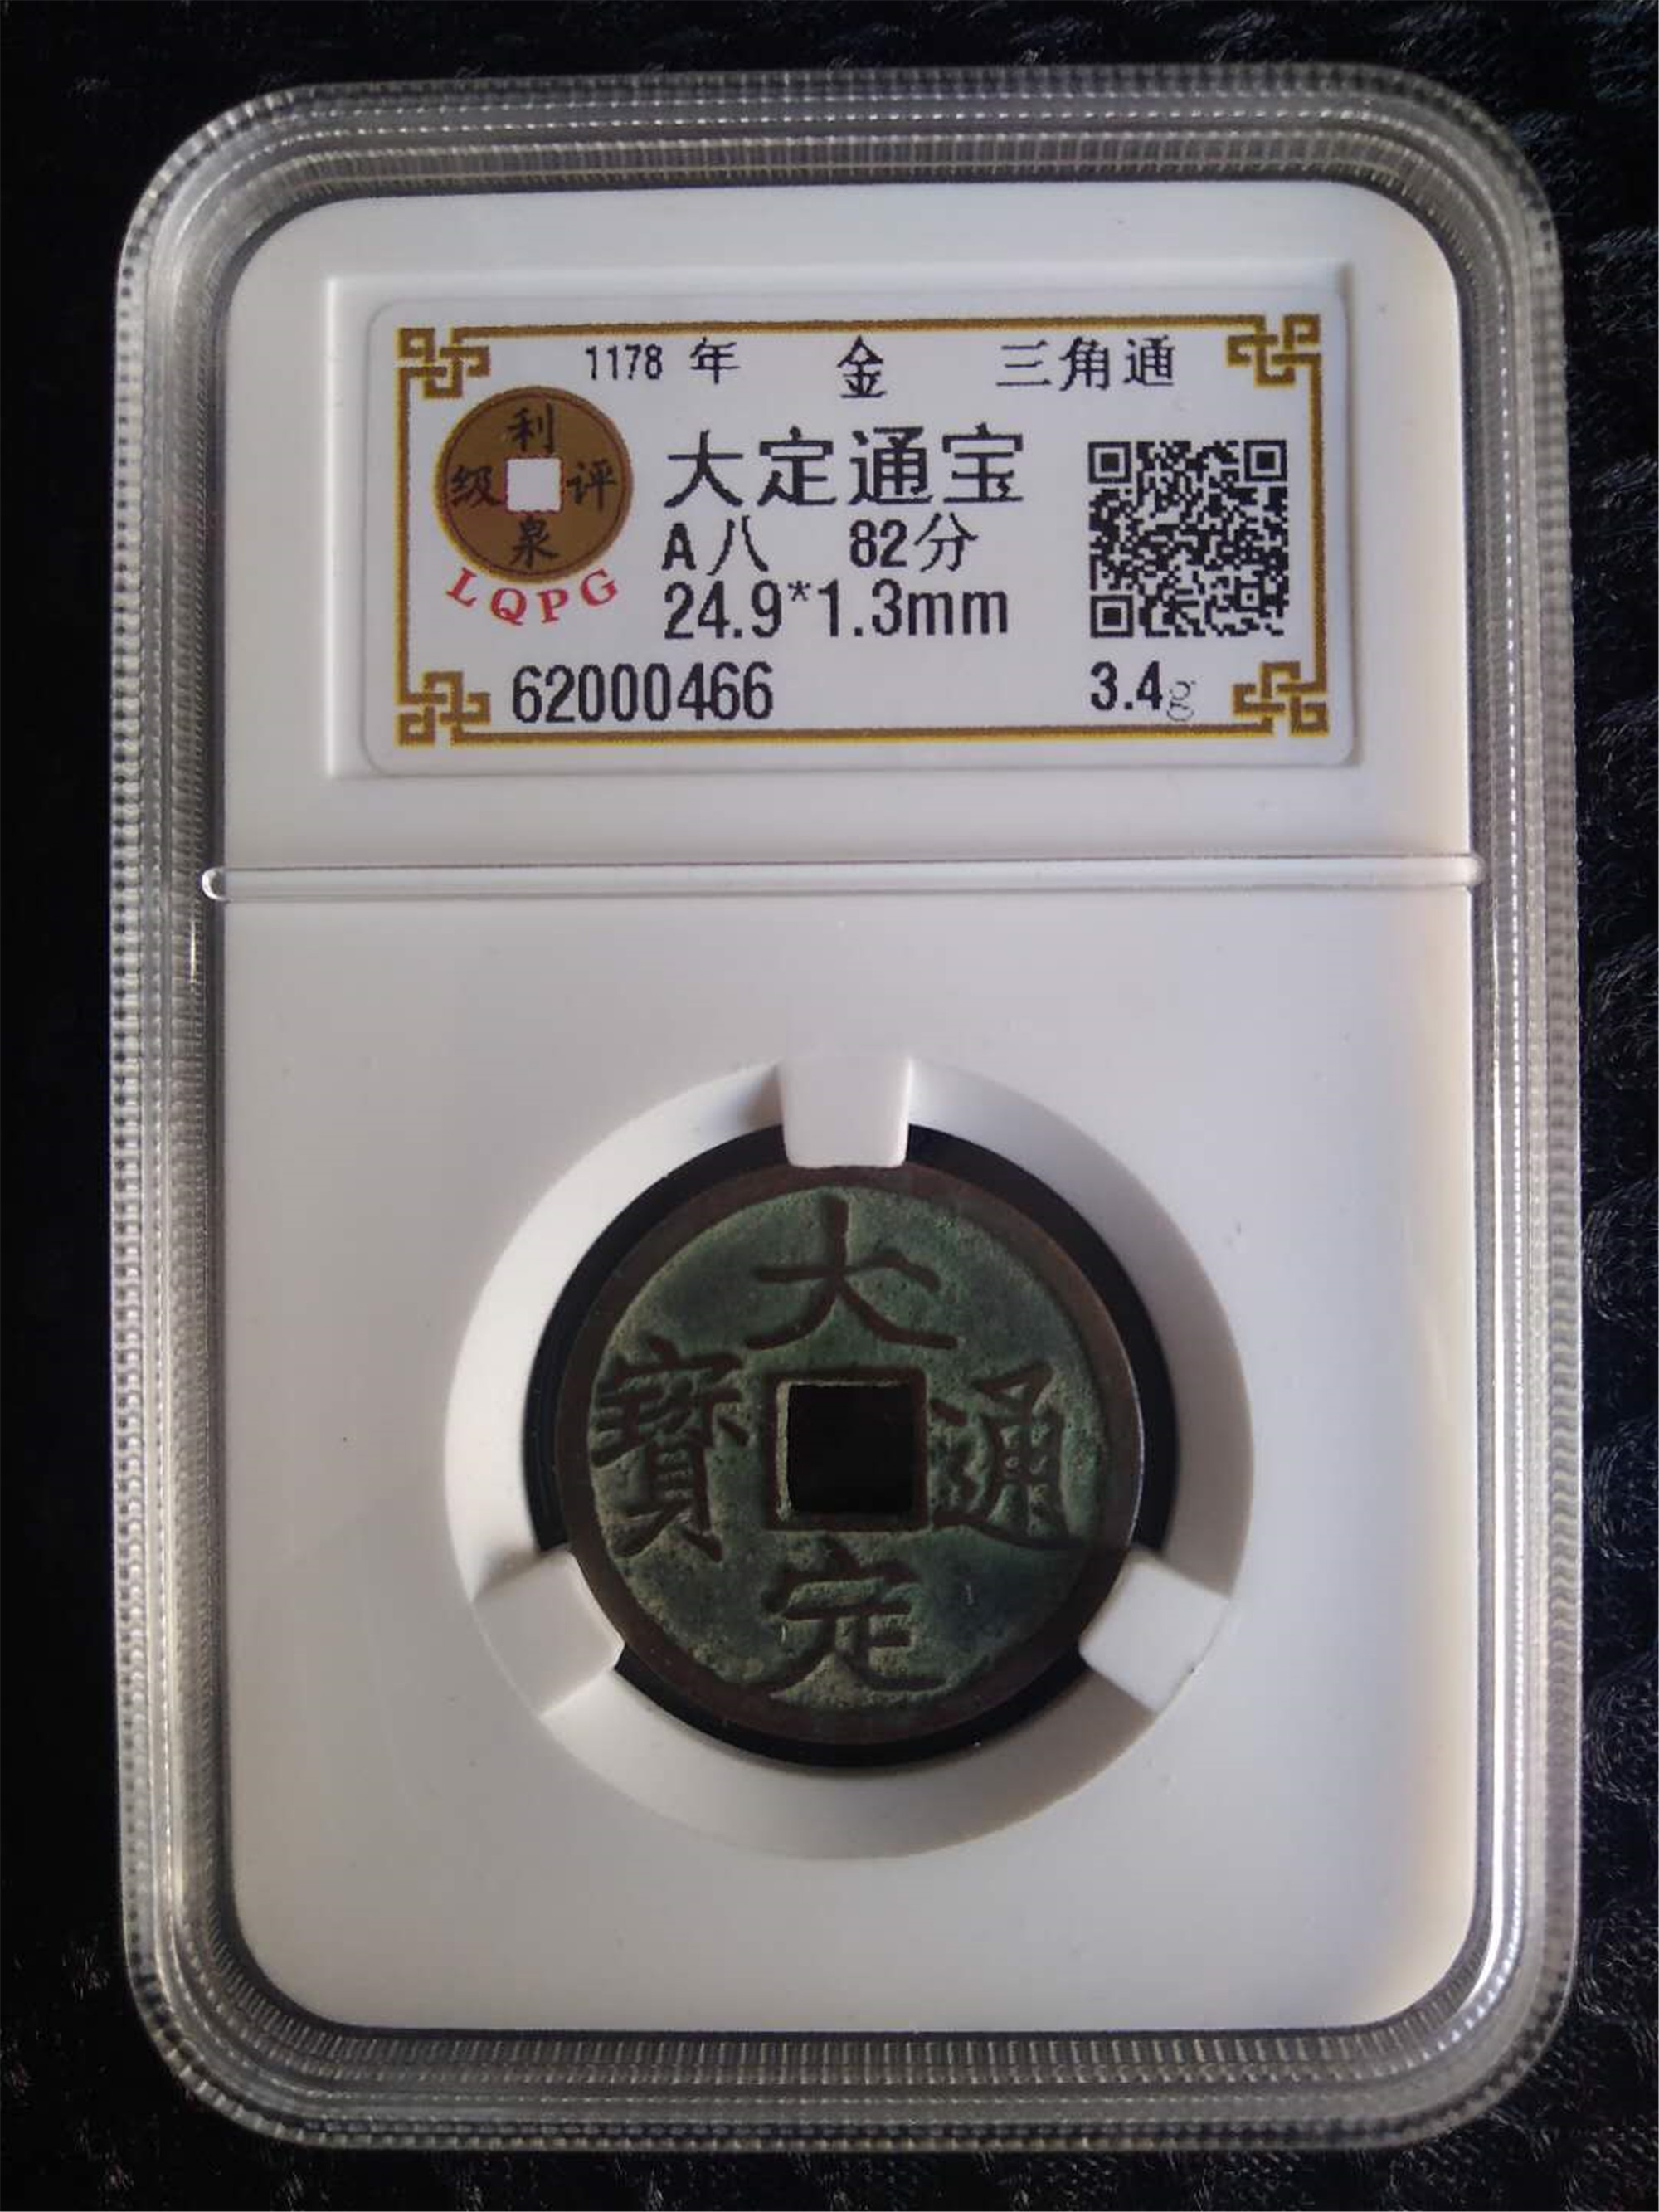 1178 年 金 三角通
利泉评级
LQPG
大定通宝
A八 82分
24.9*1.3mm
62000466 3.4g
大定通寶